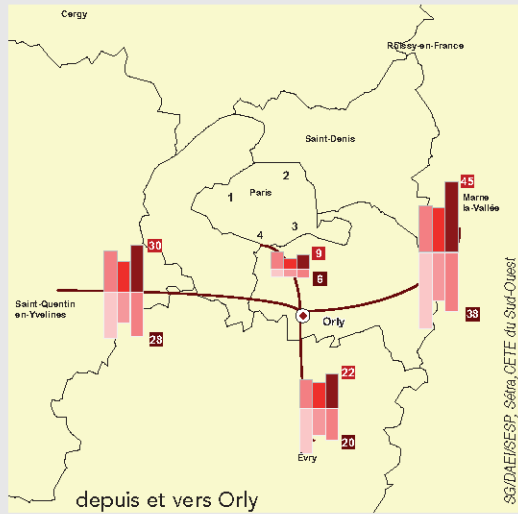 Cergy
Roissy-en-France
Saint-Denis
2
1
Paris
45
Marne
la-Vallée
3
4
30
9
6
Saint-Quentin
en-Yvelines
Orly
38
28
22
20
Évry
depuis et vers Orly
SG/DAEI/SESP, Sétra,CETE du Sud-Ouest